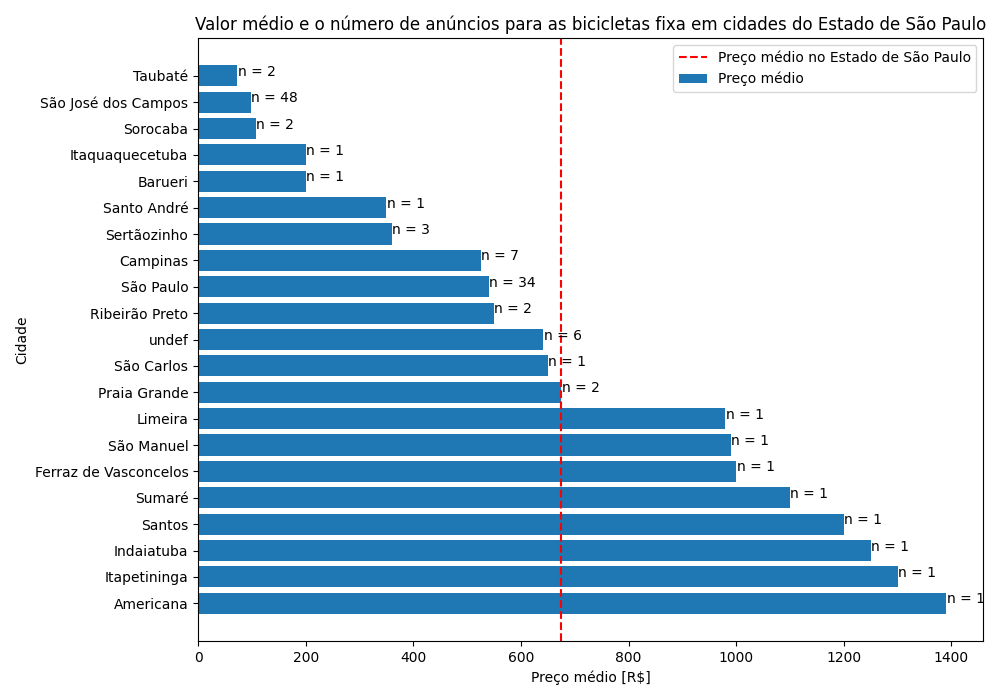 Valor médio e o número de anúncios para as bicicletas fixa em cidades do Estado de São Paulo
Preço médio no Estado de São Paulo
Preço médio
Cidade
Taubaté n = 2
São José dos Campos n = 48
Sorocaba n = 2
Itaquaquecetuba n = 1
Barueri n = 1
Santo André n = 1
Sertãozinho n = 3
Campinas n = 7
São Paulo n = 34
Ribeirão Preto n = 2
undef n = 6
São Carlos n = 1
Praia Grande n = 2
Limeira n = 1
São Manuel n = 1
Ferraz de Vasconcelos n = 1
Sumaré n = 1
Santos n = 1
Indaiatuba n = 1
Itapetininga n = 1
Americana n = 1
0 200 400 600 800 1000 1200 1400
Preço médio [R$]